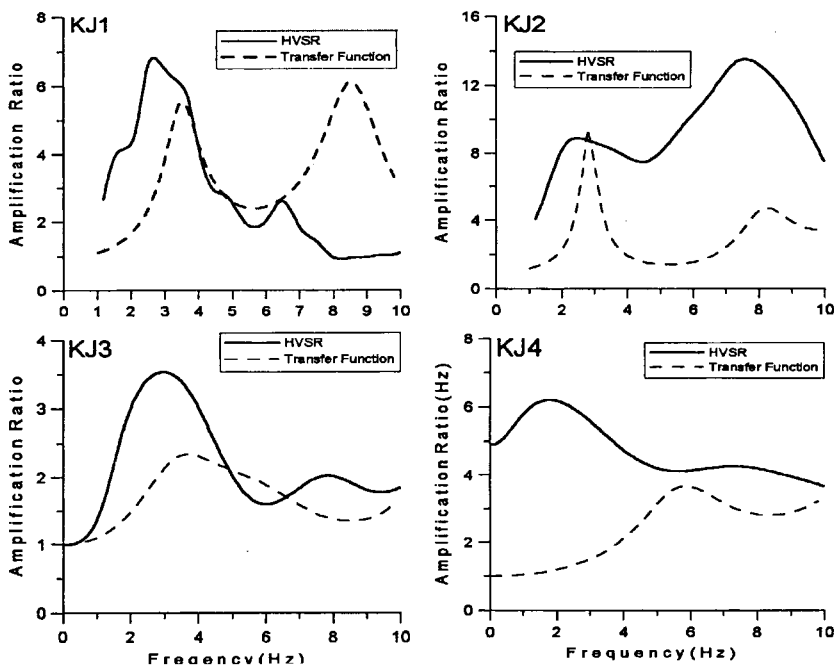 KJ1
HVSR
Transfer Function
Amplification Ratio
8
6
4
2
0
0 1 2 3 4 5 6 7 8 9 10
KJ2
HVSR
Transfer Function
Amplification Ratio
16
12
8
4
0
0 2 4 6 8 10
KJ3
HVSR
Transfer Function
Amplification Ratio
4
3
2
1
0
0 2 4 6 8 10
Freqency(Hz)
KJ4
HVSR
Transfer Function
Amplification Ratio(Hz)
8
6
4
2
0
0 2 4 6 8 10
Frequency(Hz)